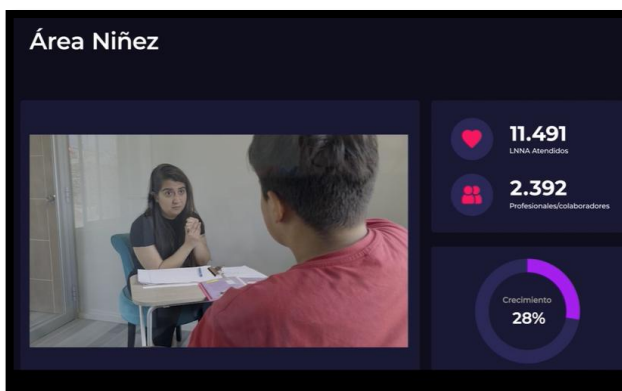 Área Niñez
11.491
LNNA Atendidos
2.392
Profesionales/colaboradores
Crecimiento
28%